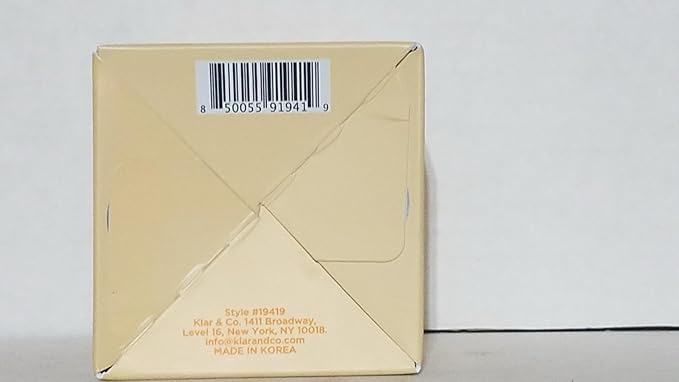 8 50055 91941 9
Style #19419
Klar & Co, 1411 Broadway,
Level 16, New York, NY 10018.
info@klarandco.com
MADE IN KOREA